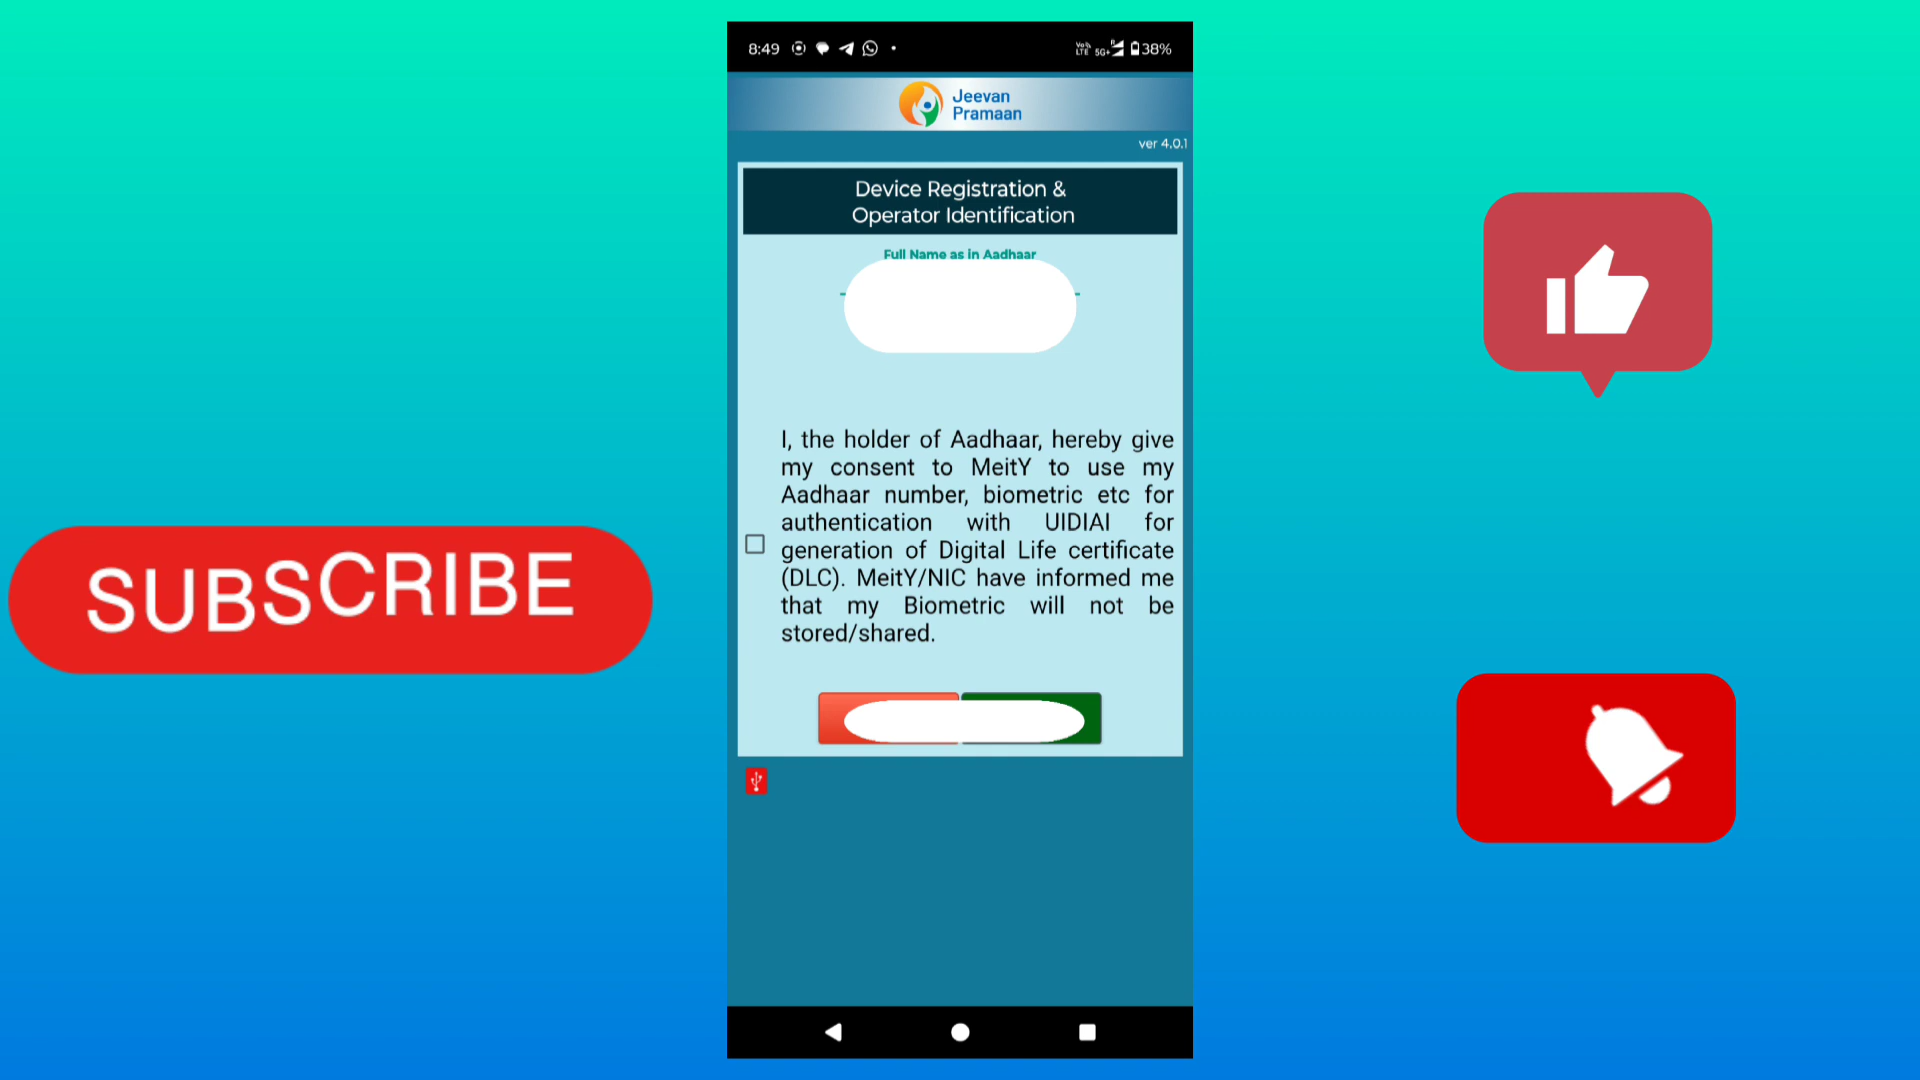 8:49
Vo)) LTE 5G+ R 38%
Jeevan
Pramaan
ver 4.0.1
Device Registration &
Operator Identification
Full Name as in Aadhaar
I, the holder of Aadhaar, hereby give
my consent to MeitY to use my
Aadhaar number, biometric etc for
authentication with UIDIAI for
generation of Digital Life certificate
(DLC). MeitY/NIC have informed me
that my Biometric will not be
stored/shared.
SUBSCRIBE